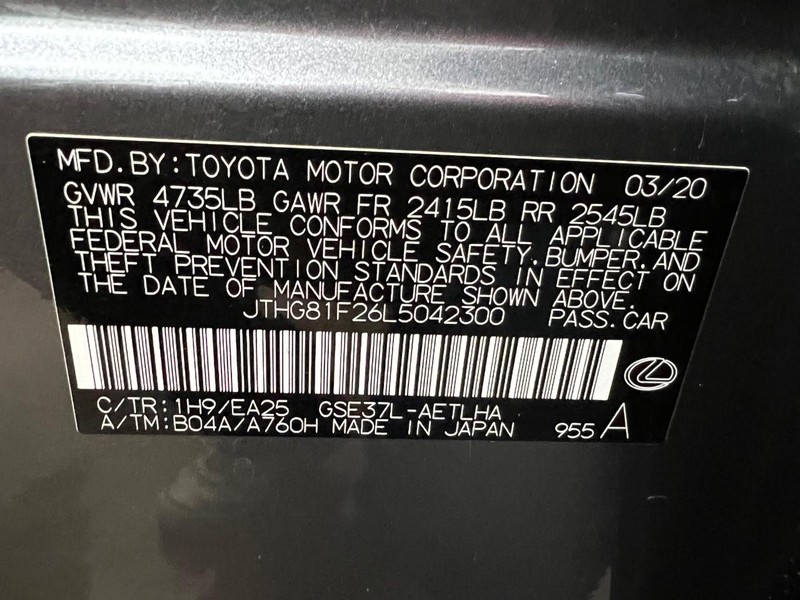 MFD. BY: TOYOTA MOTOR CORPORATION 03/20
GVWR 4735LB GAWR FR 2415LB RR 2545LB
THIS VEHICLE CONFORMS TO ALL APPLICABLE
FEDERAL MOTOR VEHICLE SAFETY, BUMPER, AND
THEFT PREVENTION STANDARDS IN EFFECT ON
THE DATE OF MANUFACTURE SHOWN ABOVE.
JTHG81F26L5042300 PASS. CAR
C/TR: 1H9/EA25 GSE37L-AETLHA
A/TM: B04A/A760H MADE IN JAPAN 955 A